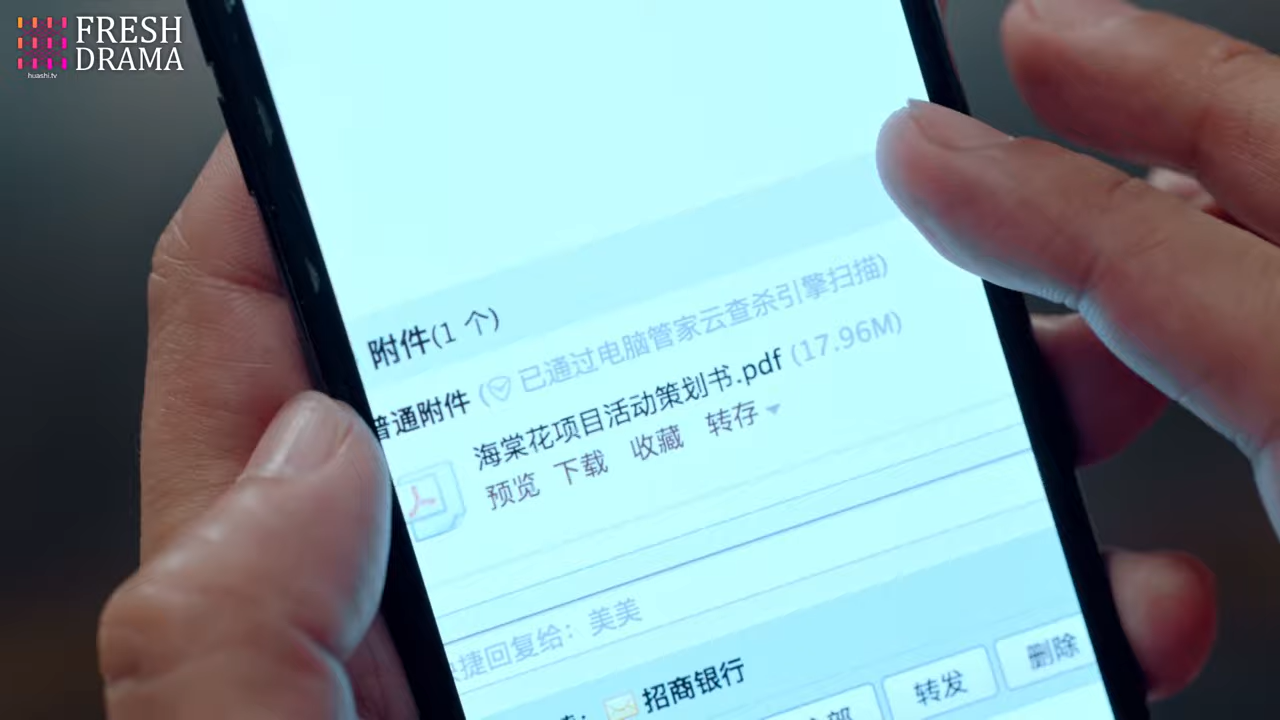 FRESH
DRAMA
huashi.tv
附件(1 个)
普通附件 (已通过电脑管家云查杀引擎扫描)
海棠花项目活动策划书.pdf (17.96M)
预览 下载 收藏 转存
捷回复给：美美
招商银行
转发 删除